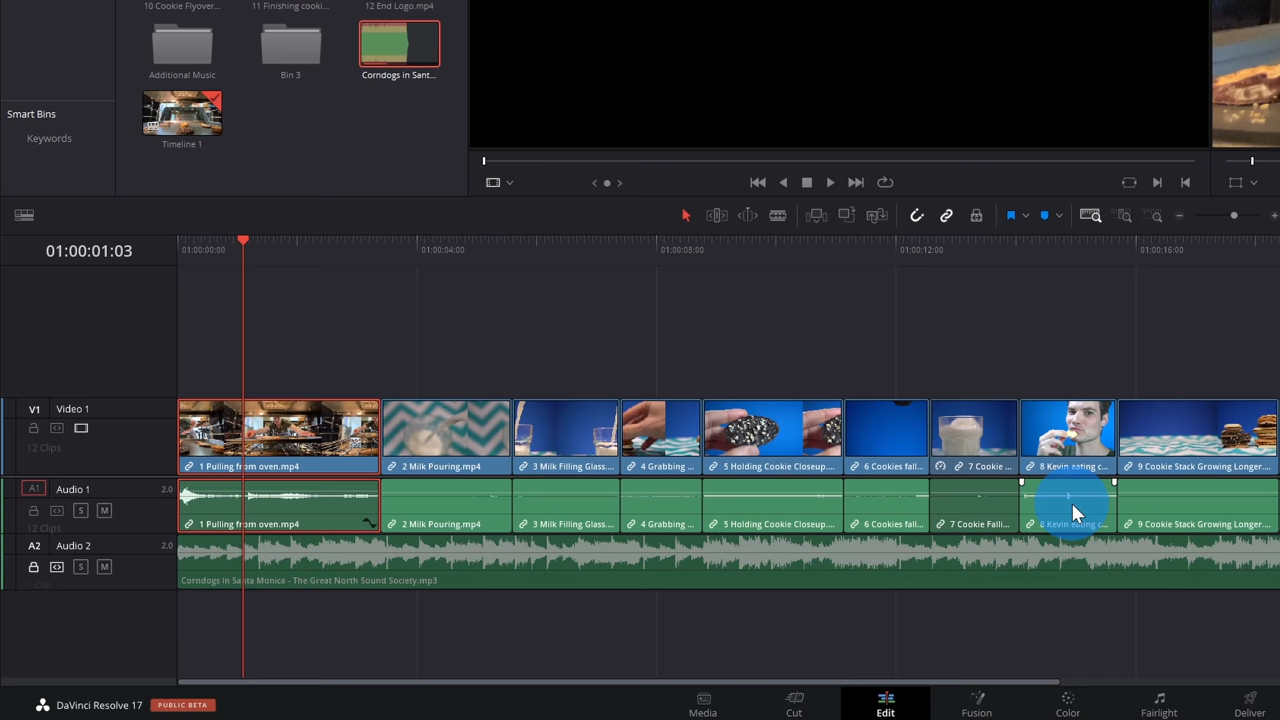 10 Cookie Flyover...
11 Finishing cooki...
12 End Logo.mp4
Additional Music
Bin 3
Corndogs in Sant...
Smart Bins
Keywords
Timeline 1
01:00:01:03
01:00:00:00
01:00:04:00
01:00:08:00
01:00:12:00
01:00:16:00
V1 Video 1
12 Clips
1 Pulling from oven.mp4
2 Milk Pouring.mp4
3 Milk Filling Glass....
4 Grabbing ...
5 Holding Cookie Closeup....
6 Cookies fall...
7 Cookie ...
8 Kevin eating c...
9 Cookie Stack Growing Longer....
A1 Audio 1 2.0
S M
12 Clips
1 Pulling from oven.mp4
2 Milk Pouring.mp4
3 Milk Filling Glass....
4 Grabbing ...
5 Holding Cookie Closeup....
6 Cookies fall...
7 Cookie Falli...
8 Kevin eating c...
9 Cookie Stack Growing Longer....
A2 Audio 2 2.0
S M
1 Clip
Corndogs in Santa Monica - The Great North Sound Society.mp3
DaVinci Resolve 17 PUBLIC BETA
Media
Cut
Edit
Fusion
Color
Fairlight
Deliver